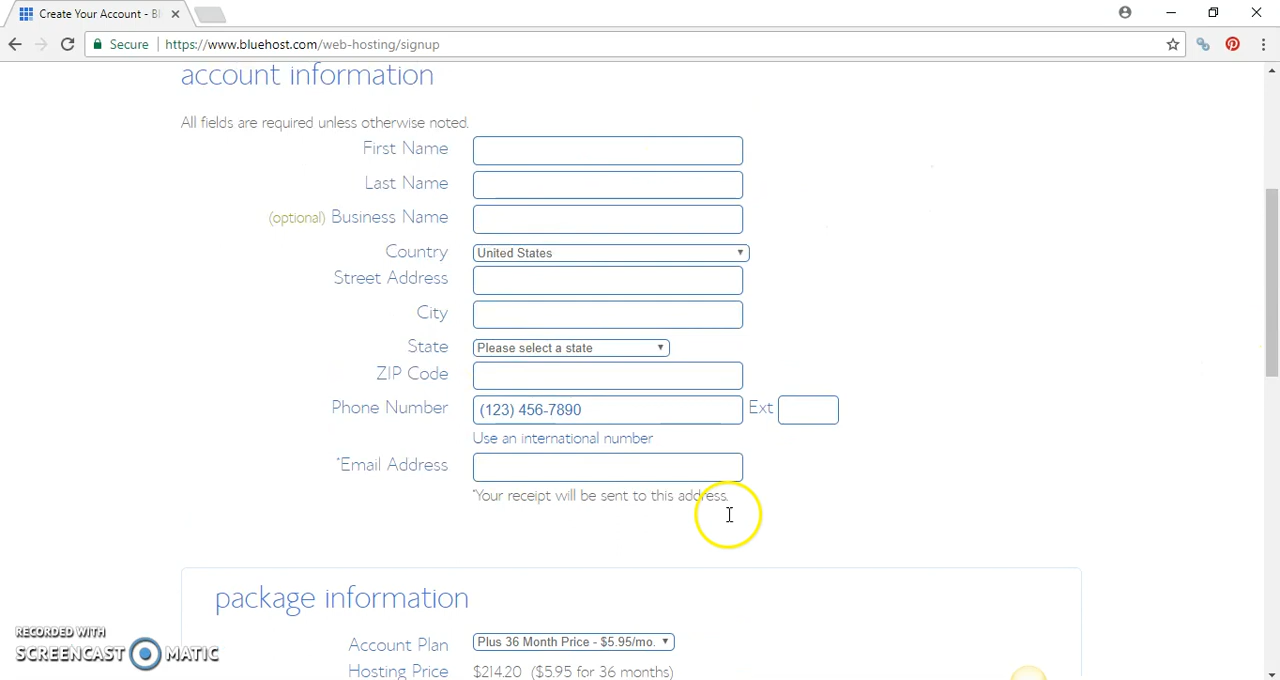 Create Your Account - Bl
Secure https://www.bluehost.com/web-hosting/signup
account information
All fields are required unless otherwise noted.
First Name
Last Name
(optional) Business Name
Country United States
Street Address
City
State Please select a state
ZIP Code
Phone Number (123) 456-7890 Ext
Use an international number
*Email Address
*Your receipt will be sent to this address.
package information
Account Plan Plus 36 Month Price - $5.95/mo.
Hosting Price $214.20 ($5.95 for 36 months)
RECORDED WITH
SCREENCAST MATIC